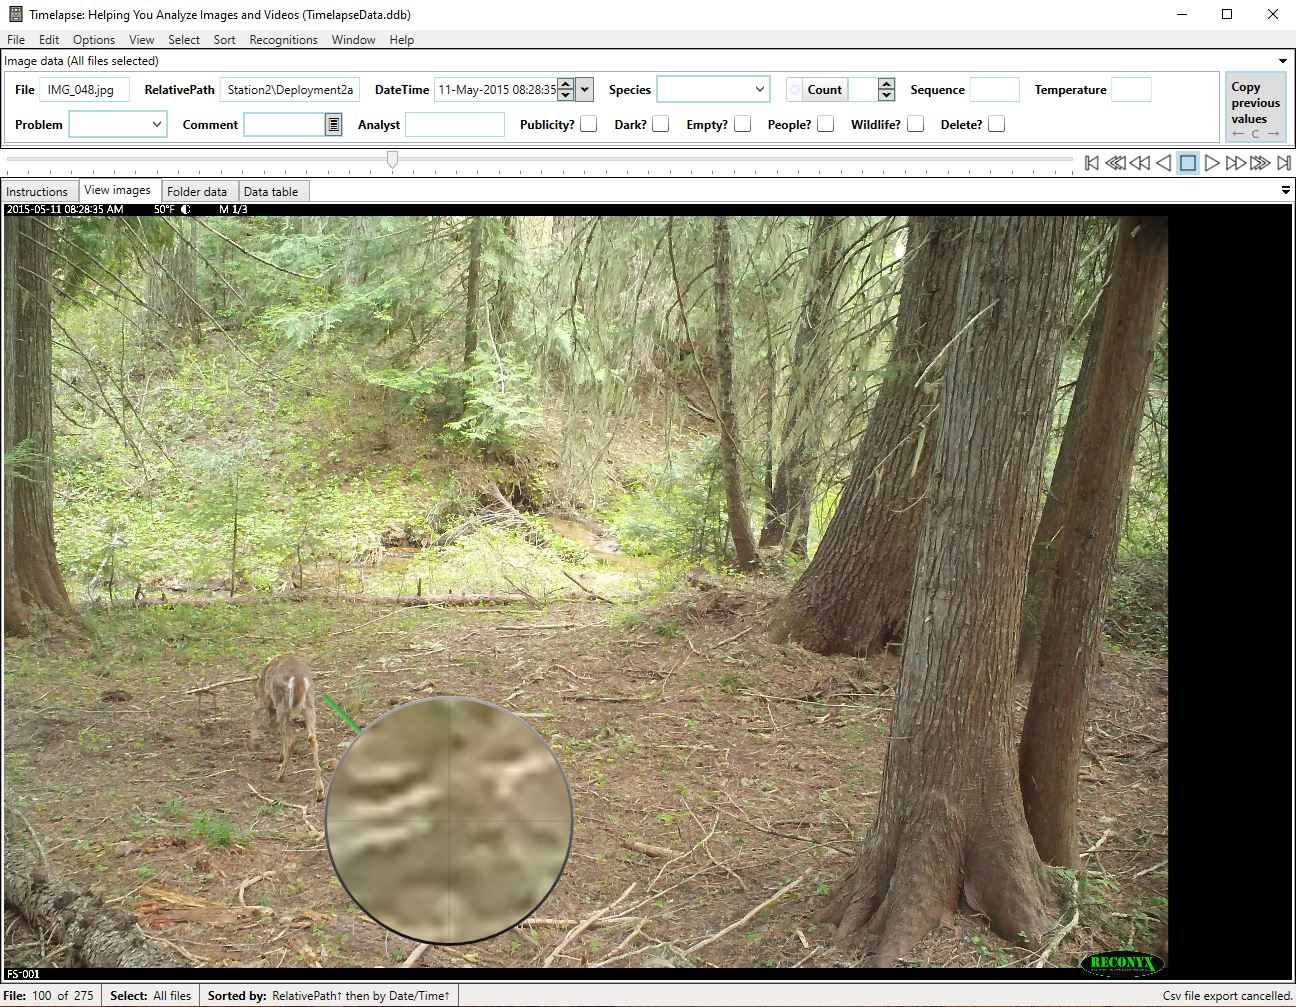 Timelapse: Helping You Analyze Images and Videos (TimelapseData.ddb)
File Edit Options View Select Sort Recognitions Window Help
Image data (All files selected)
File IMG_048.jpg RelativePath Station2\Deployment2a DateTime 11-May-2015 08:28:35 Species Count Sequence Temperature
Problem Comment Analyst Publicity? Dark? Empty? People? Wildlife? Delete?
Copy
previous
values
← C →
Instructions View images Folder data Data table
2015-05-11 08:28:35 AM 50°F M 1/3
FS-001
RECONYX
File: 100 of 275 Select: All files Sorted by: RelativePath↑ then by Date/Time↑ Csv file export cancelled.